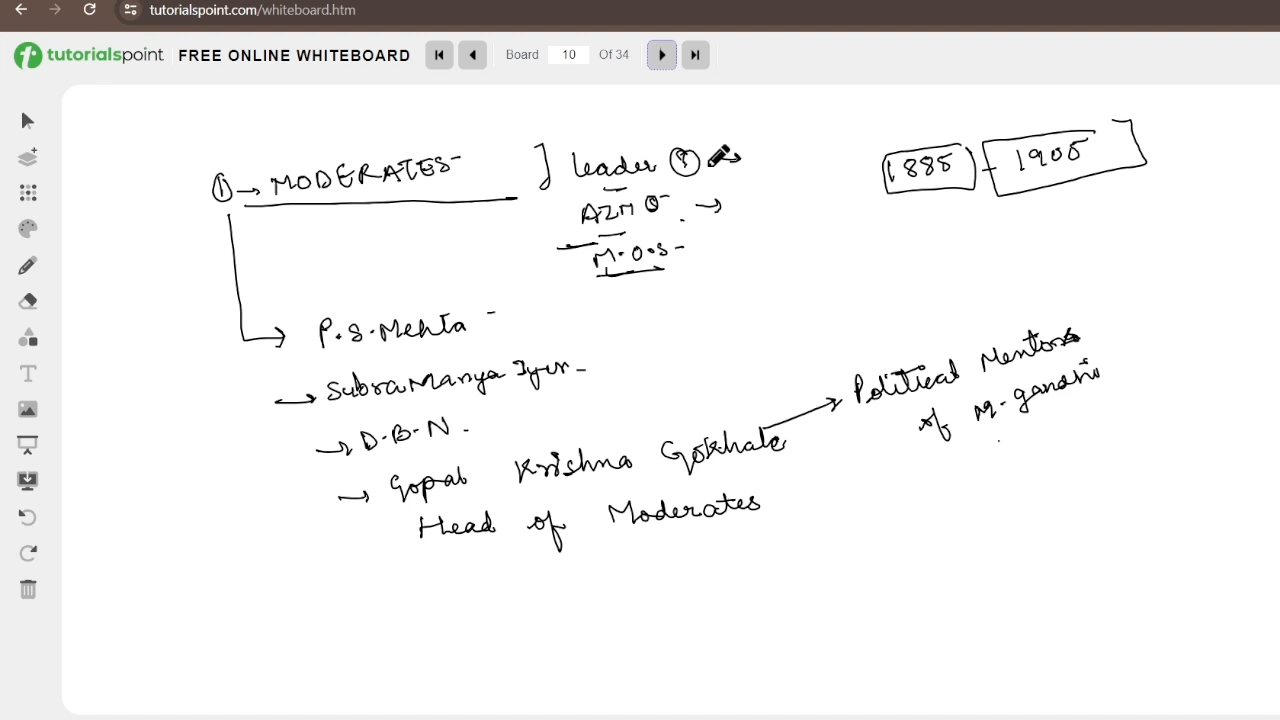 tutorialspoint.com/whiteboard.htm
tutorialspoint FREE ONLINE WHITEBOARD Board 10 Of 34
① → MODERATES - ] leader ? →
1885 - 1905 ]
AIM →
M.O.S -
→ P.S.Mehta -
→ SubraManya Iyer -
→ D.B.N.
→ Gopal Krishna Gokhale → Political Mentor
of M.gandhi
Head of Moderates